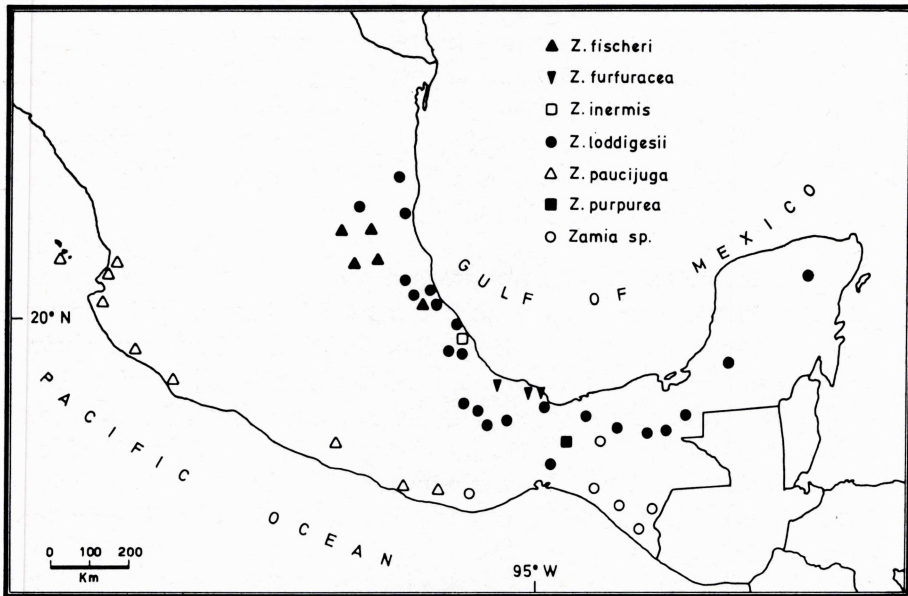 Z. fischeri
Z. furfuracea
Z. inermis
Z. loddigesii
Z. paucijuga
Z. purpurea
Zamia sp.
GULF OF MEXICO
20° N
PACIFIC OCEAN
0 100 200
Km
95° W